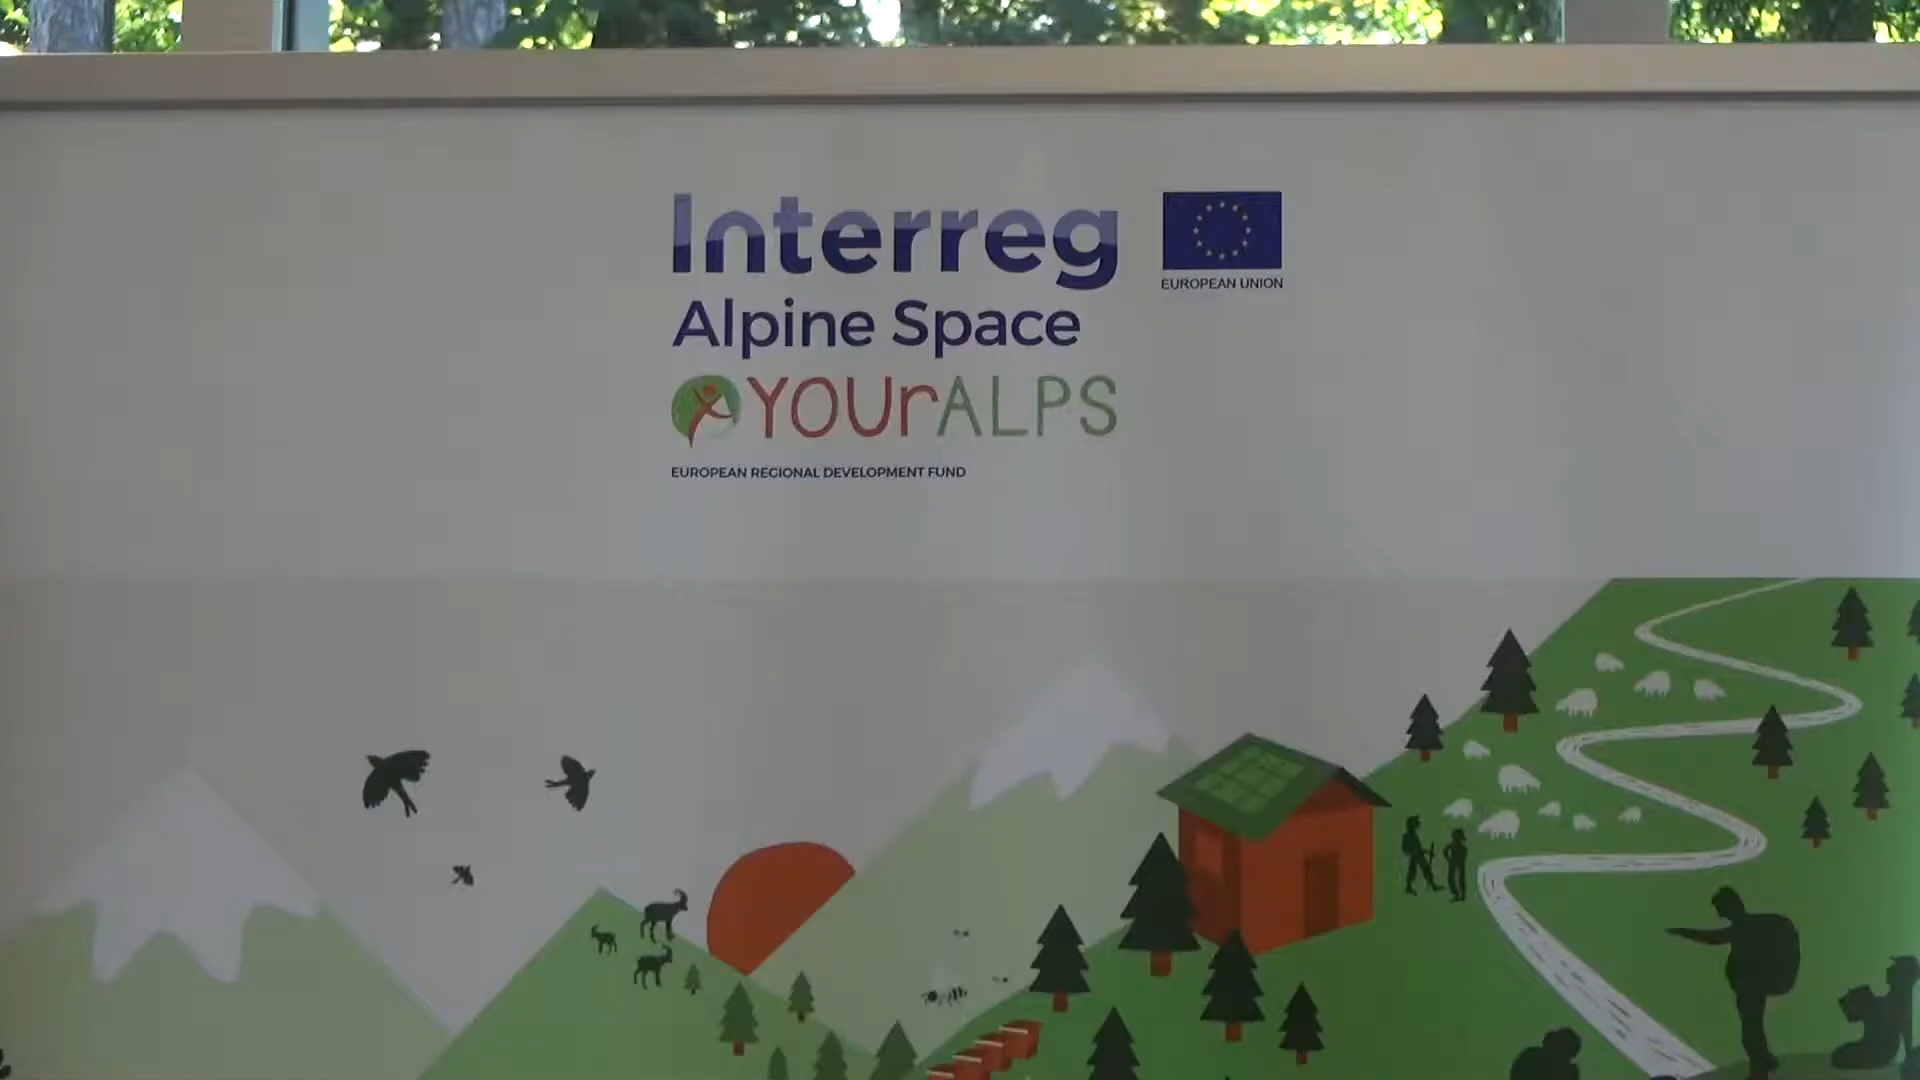 Interreg
EUROPEAN UNION
Alpine Space
YOUrALPS
EUROPEAN REGIONAL DEVELOPMENT FUND